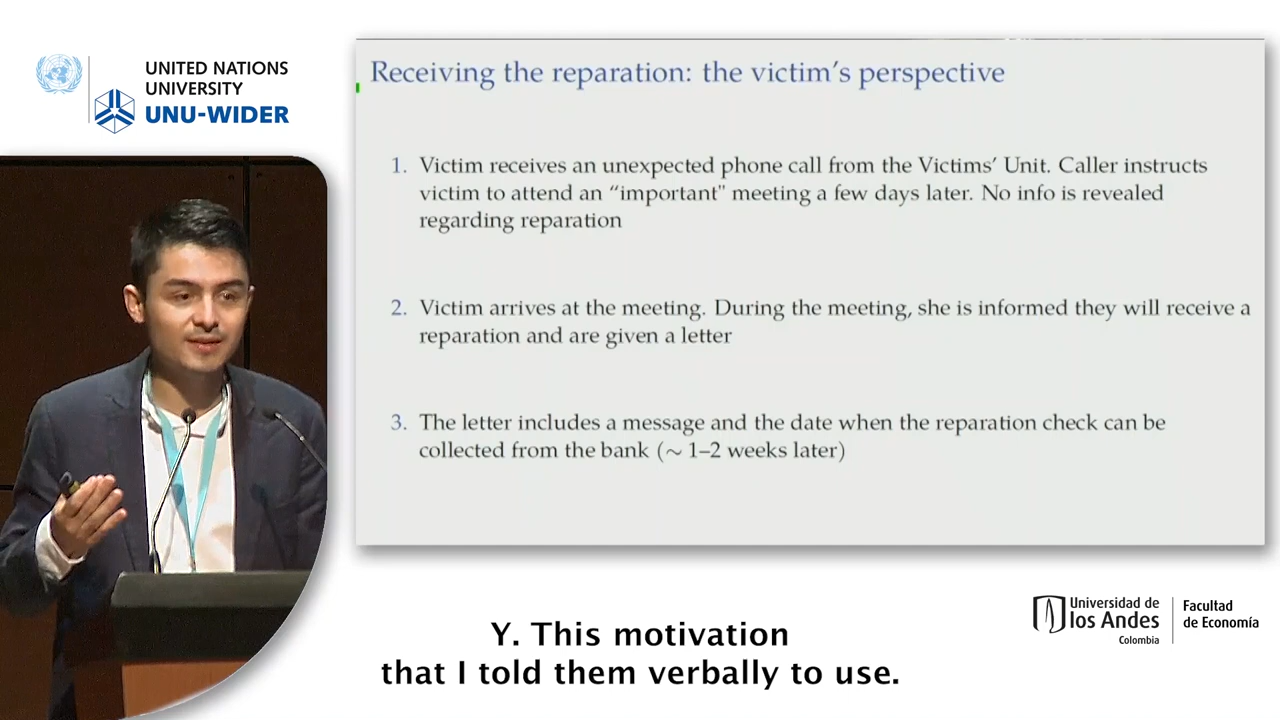 UNITED NATIONS
UNIVERSITY
UNU-WIDER
Receiving the reparation: the victim's perspective
1. Victim receives an unexpected phone call from the Victims' Unit. Caller instructs
victim to attend an “important" meeting a few days later. No info is revealed
regarding reparation
2. Victim arrives at the meeting. During the meeting, she is informed they will receive a
reparation and are given a letter
3. The letter includes a message and the date when the reparation check can be
collected from the bank (∼ 1–2 weeks later)
Y. This motivation
that I told them verbally to use.
Universidad de
los Andes
Colombia
Facultad
de Economía